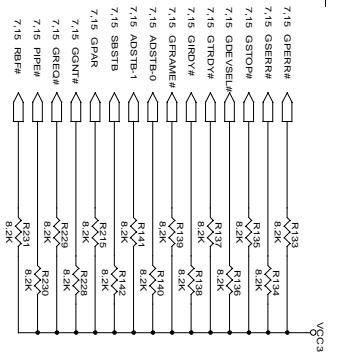 VCC3
7,15 GPERR# R133 8.2K
7,15 GSERR# R134 8.2K
7,15 GSTOP# R135 8.2K
7,15 GDEVSEL# R136 8.2K
7,15 GTRDY# R137 8.2K
7,15 GIRDY# R138 8.2K
7,15 GFRAME# R139 8.2K
7,15 ADSTB-0 R140 8.2K
7,15 ADSTB-1 R141 8.2K
7,15 SBSTB R142 8.2K
7,15 GPAR R215 8.2K
7,15 GGNT# R228 8.2K
7,15 GREQ# R229 8.2K
7,15 PIPE# R230 8.2K
7,15 RBF# R231 8.2K